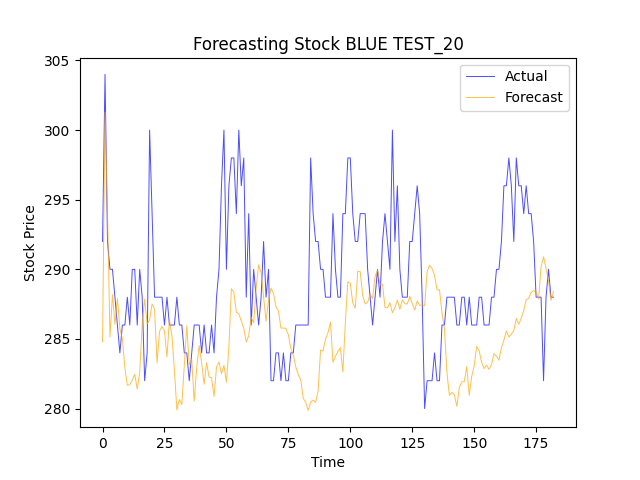 Forecasting Stock BLUE TEST_20
Actual
Forecast
305
300
295
290
285
280
Stock Price
0 25 50 75 100 125 150 175
Time